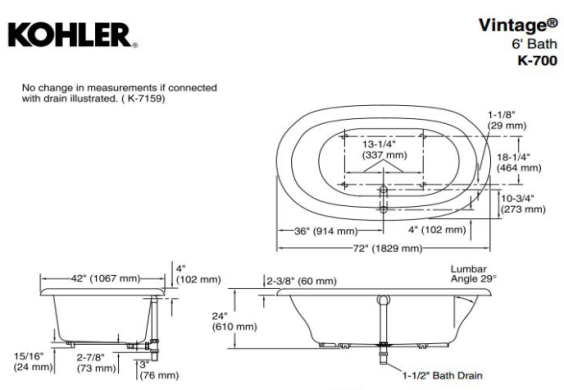 KOHLER®
Vintage®
6' Bath
K-700
No change in measurements if connected
with drain illustrated. ( K-7159)
1-1/8"
(29 mm)
13-1/4"
(337 mm)
18-1/4"
(464 mm)
10-3/4"
(273 mm)
36" (914 mm)
4" (102 mm)
72" (1829 mm)
42" (1067 mm)
4"
(102 mm)
2-3/8" (60 mm)
Lumbar
Angle 29°
24"
(610 mm)
15/16"
(24 mm)
2-7/8"
(73 mm)
3"
(76 mm)
1-1/2" Bath Drain